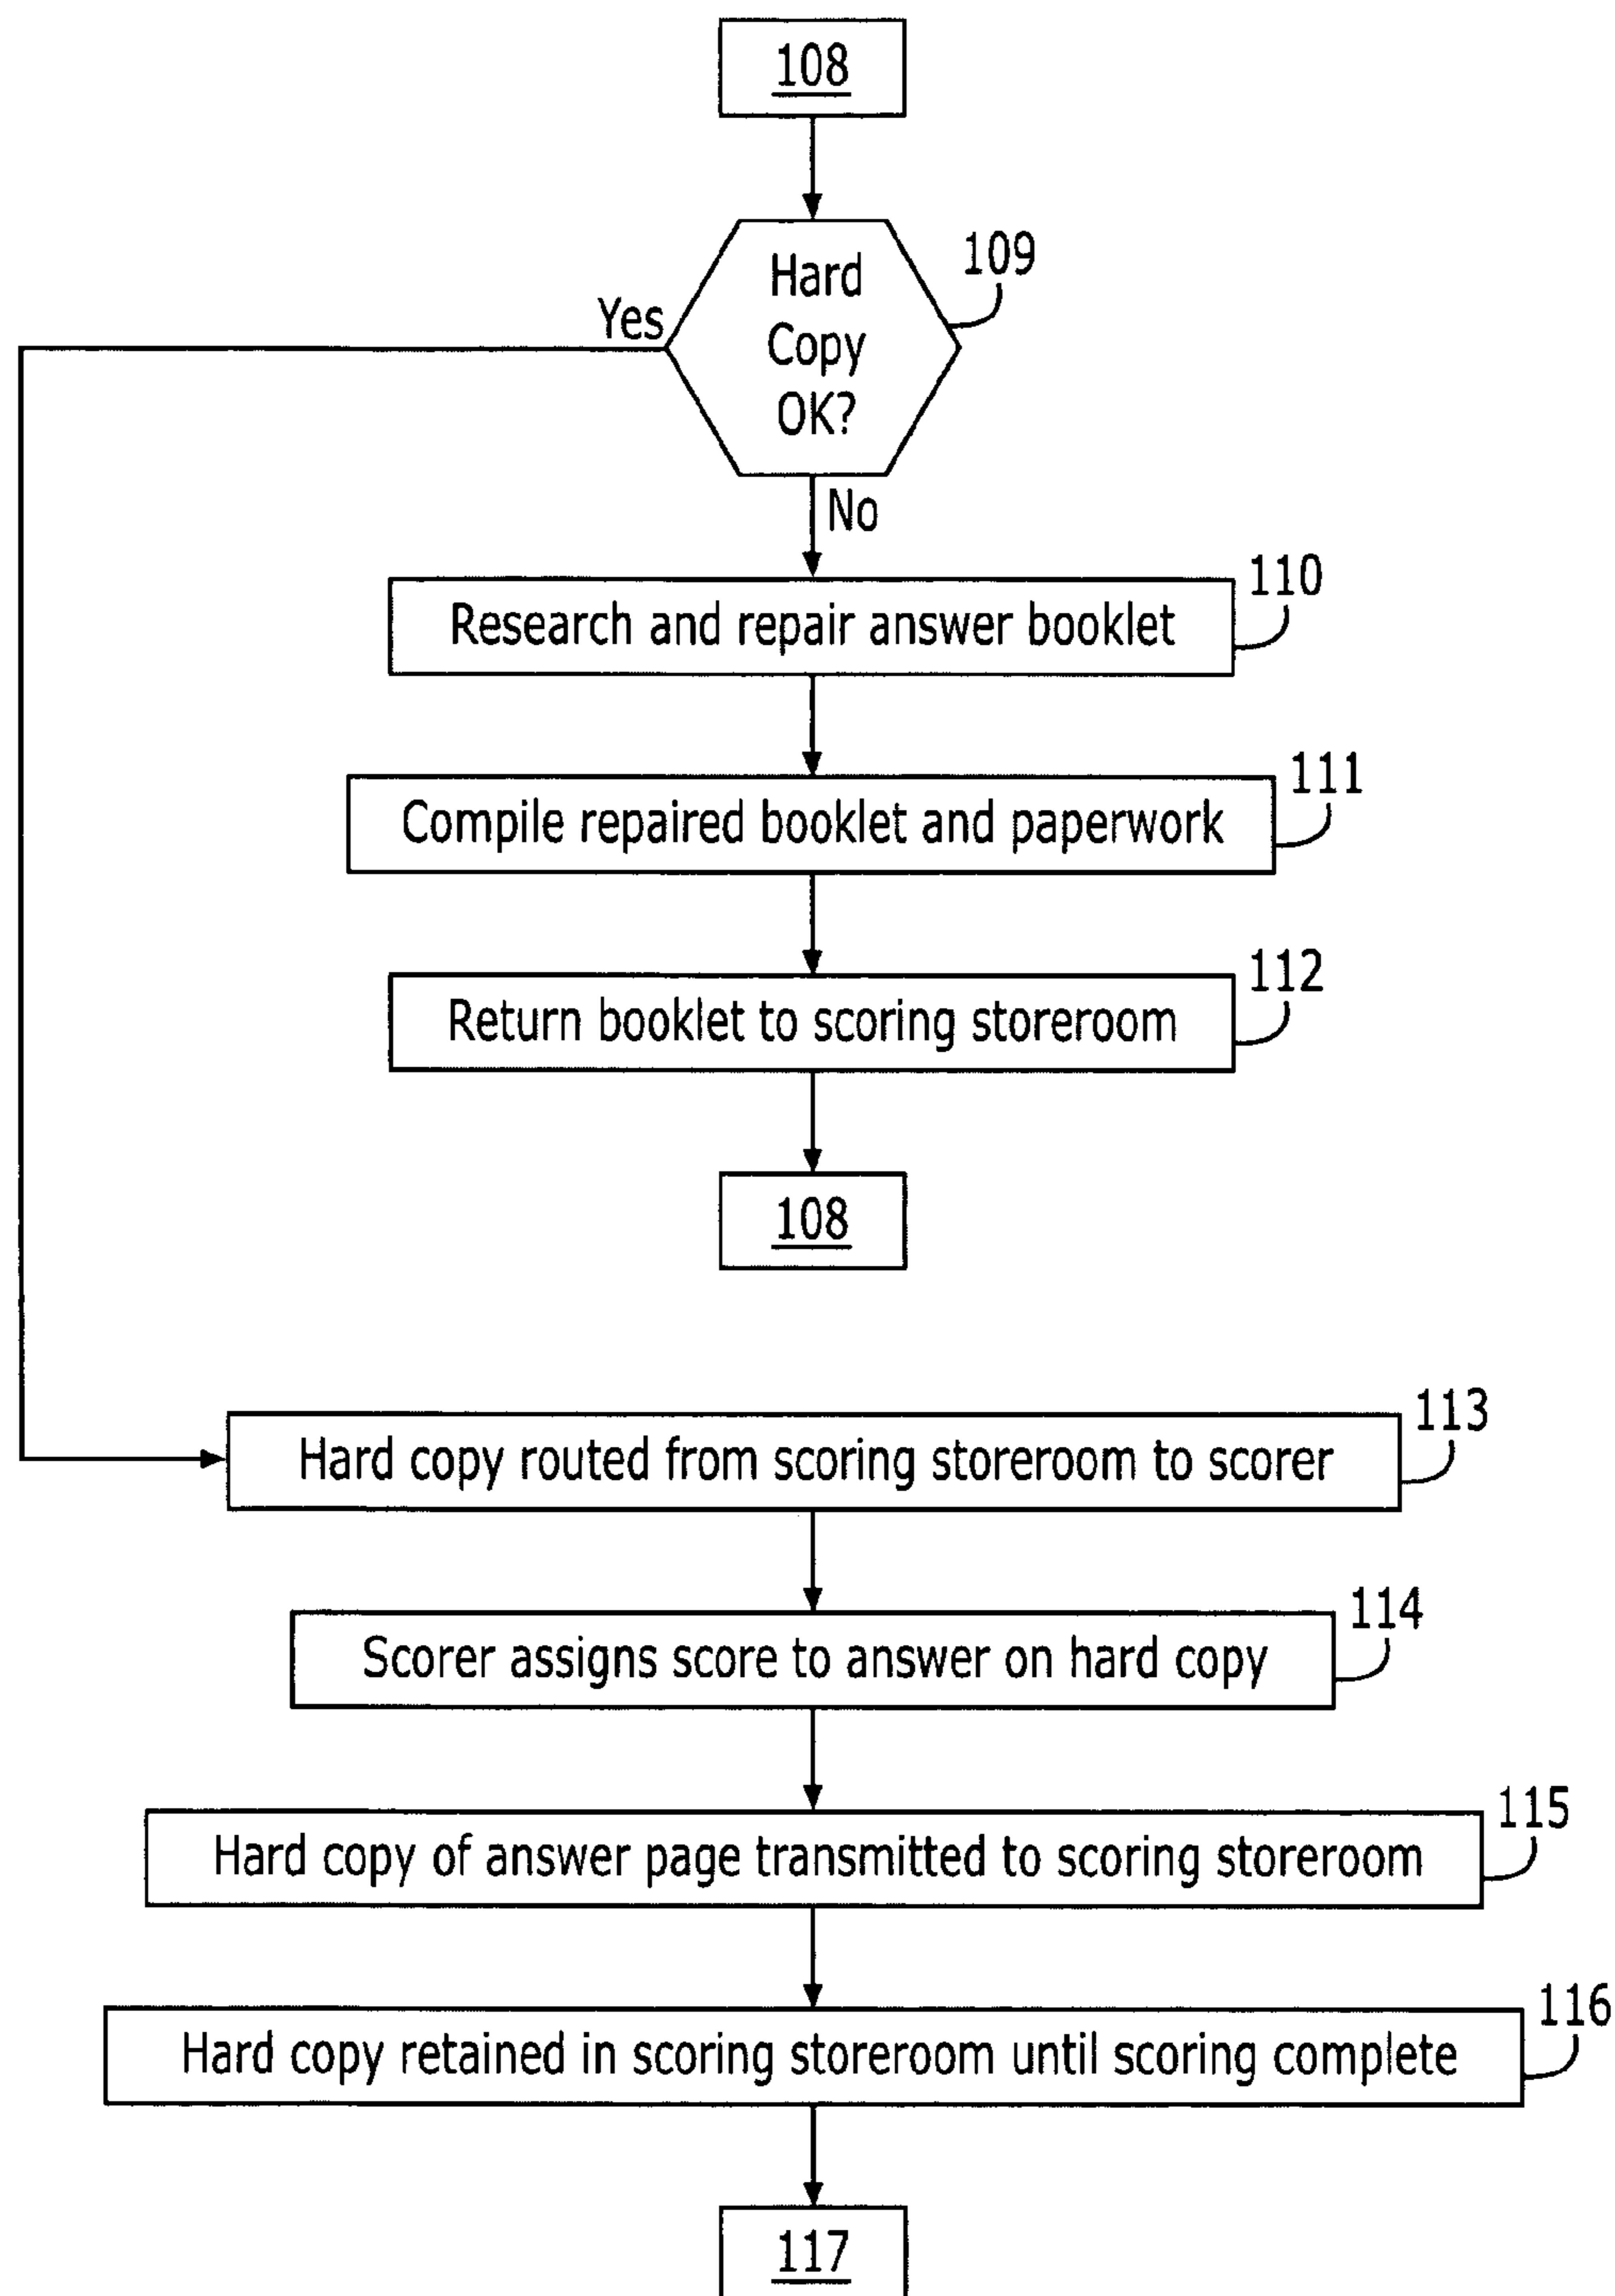 108
109
Hard
Copy
OK?
Yes
No
110
Research and repair answer booklet
111
Compile repaired booklet and paperwork
112
Return booklet to scoring storeroom
108
113
Hard copy routed from scoring storeroom to scorer
114
Scorer assigns score to answer on hard copy
115
Hard copy of answer page transmitted to scoring storeroom
116
Hard copy retained in scoring storeroom until scoring complete
117